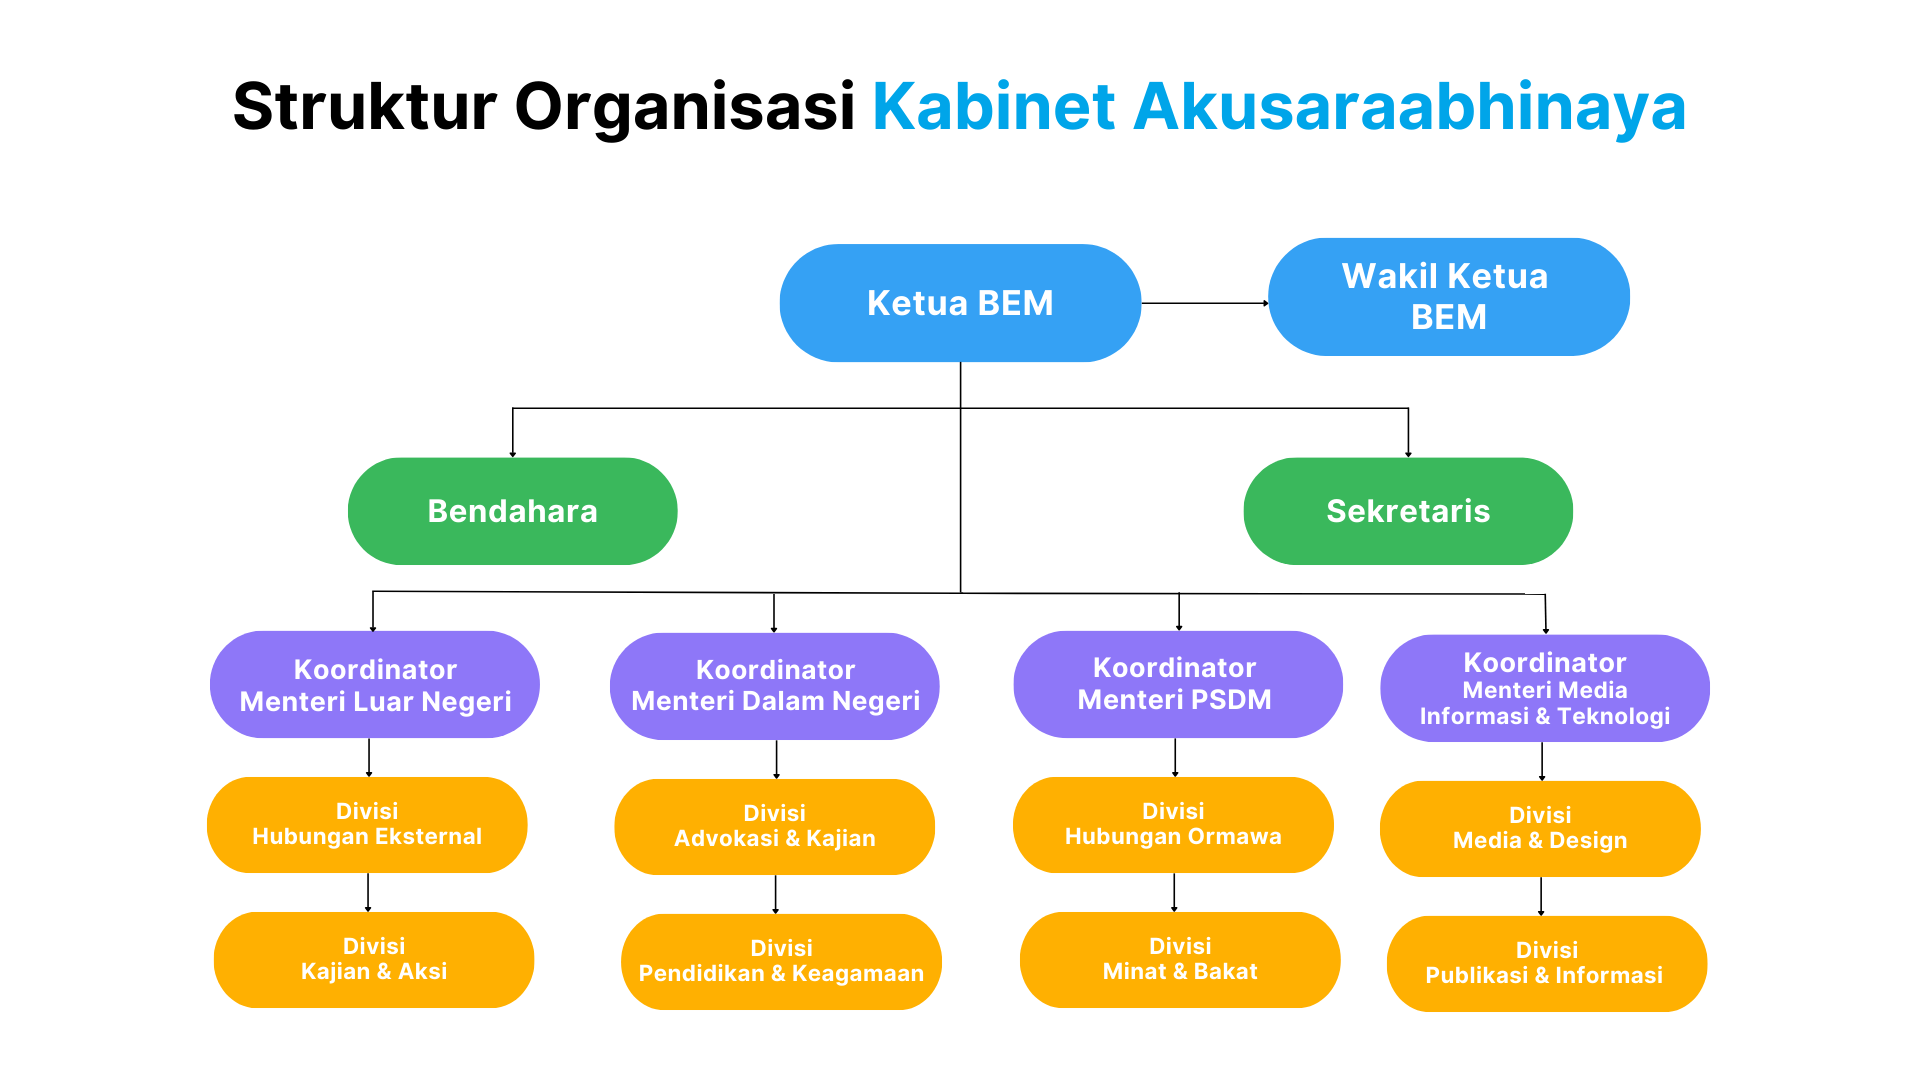 Struktur Organisasi Kabinet Akusaraabhinaya
Ketua BEM
Wakil Ketua
BEM
Bendahara
Sekretaris
Koordinator
Menteri Luar Negeri
Koordinator
Menteri Dalam Negeri
Koordinator
Menteri PSDM
Koordinator
Menteri Media
Informasi & Teknologi
Divisi
Hubungan Eksternal
Divisi
Advokasi & Kajian
Divisi
Hubungan Ormawa
Divisi
Media & Design
Divisi
Kajian & Aksi
Divisi
Pendidikan & Keagamaan
Divisi
Minat & Bakat
Divisi
Publikasi & Informasi